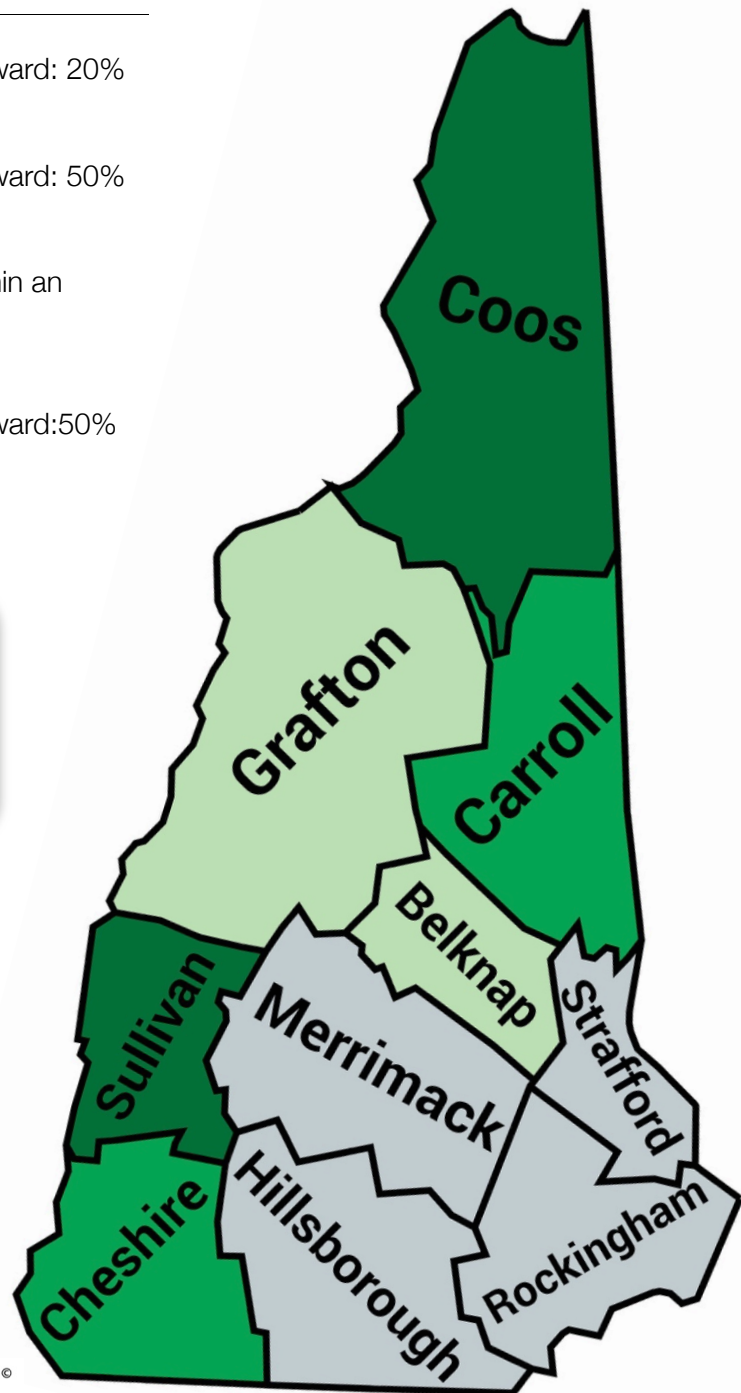 ward: 20%
ward: 50%
in an
ward:50%
Coos
Grafton
Carroll
Belknap
Sullivan
Merrimack
Strafford
Cheshire
Hillsborough
Rockingham
©